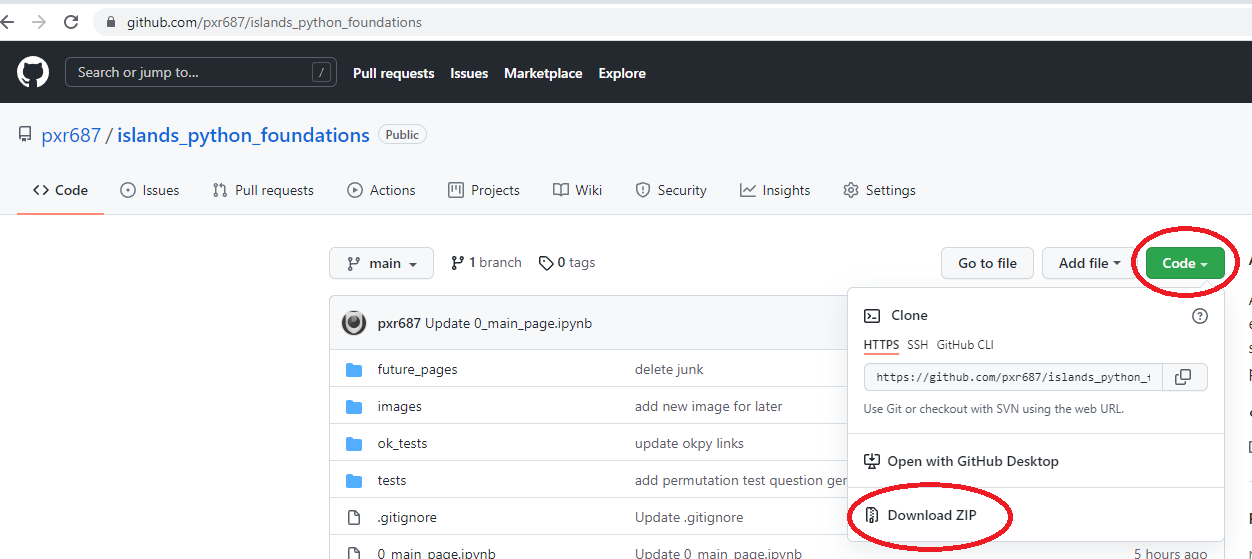 github.com/pxr687/islands_python_foundations
Search or jump to... / Pull requests Issues Marketplace Explore
pxr687 / islands_python_foundations Public
Code Issues Pull requests Actions Projects Wiki Security Insights Settings
main 1 branch 0 tags Go to file Add file Code
pxr687 Update 0_main_page.ipynb
Clone
HTTPS SSH GitHub CLI
https://github.com/pxr687/islands_python_f
Use Git or checkout with SVN using the web URL.
Open with GitHub Desktop
Download ZIP
future_pages delete junk
images add new image for later
ok_tests update okpy links
tests add permutation test question ger
.gitignore Update .gitignore
0_main_page.ipynb Update 0_main_page.ipynb 5 hours ago